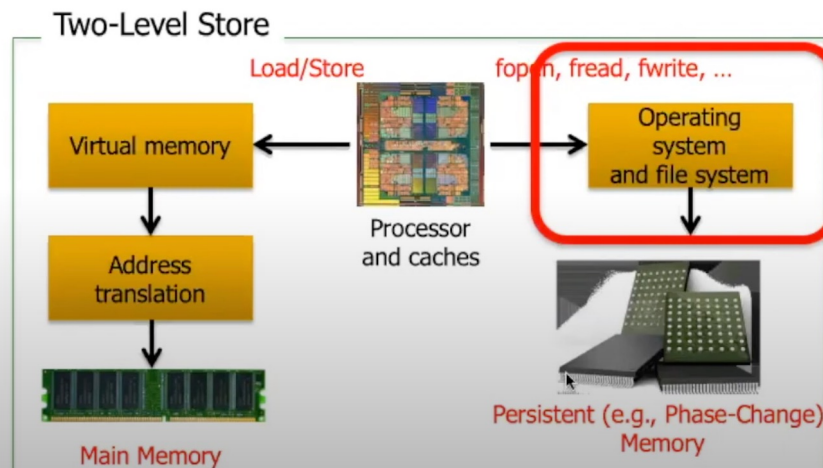 Two-Level Store
Load/Store
fopen, fread, fwrite, ...
Virtual memory
Operating
system
and file system
Processor
and caches
Address
translation
Main Memory
Persistent (e.g., Phase-Change)
Memory